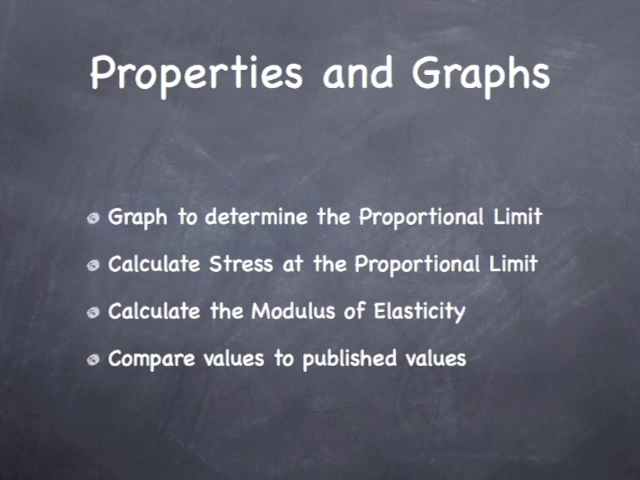 Properties and Graphs
Graph to determine the Proportional Limit
Calculate Stress at the Proportional Limit
Calculate the Modulus of Elasticity
Compare values to published values